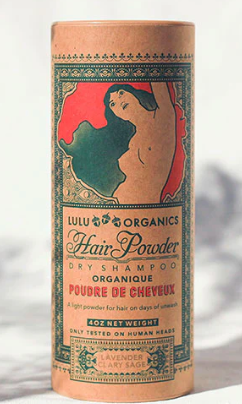 LULU ORGANICS
Hair Powder
DRY SHAMPOO
ORGANIQUE
POUDRE DE CHEVEUX
A light powder for hair on days of unwash
4OZ NET WEIGHT
ONLY TESTED ON HUMAN HEADS
LAVENDER
CLARY SAGE